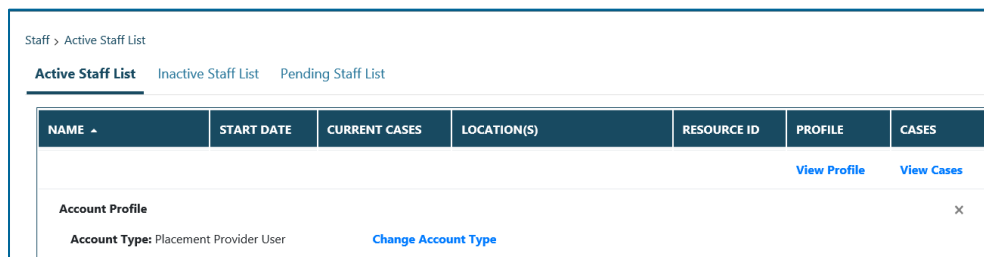 Staff > Active Staff List
Active Staff List Inactive Staff List Pending Staff List
NAME START DATE CURRENT CASES LOCATION(S) RESOURCE ID PROFILE CASES
View Profile View Cases
Account Profile
Account Type: Placement Provider User Change Account Type